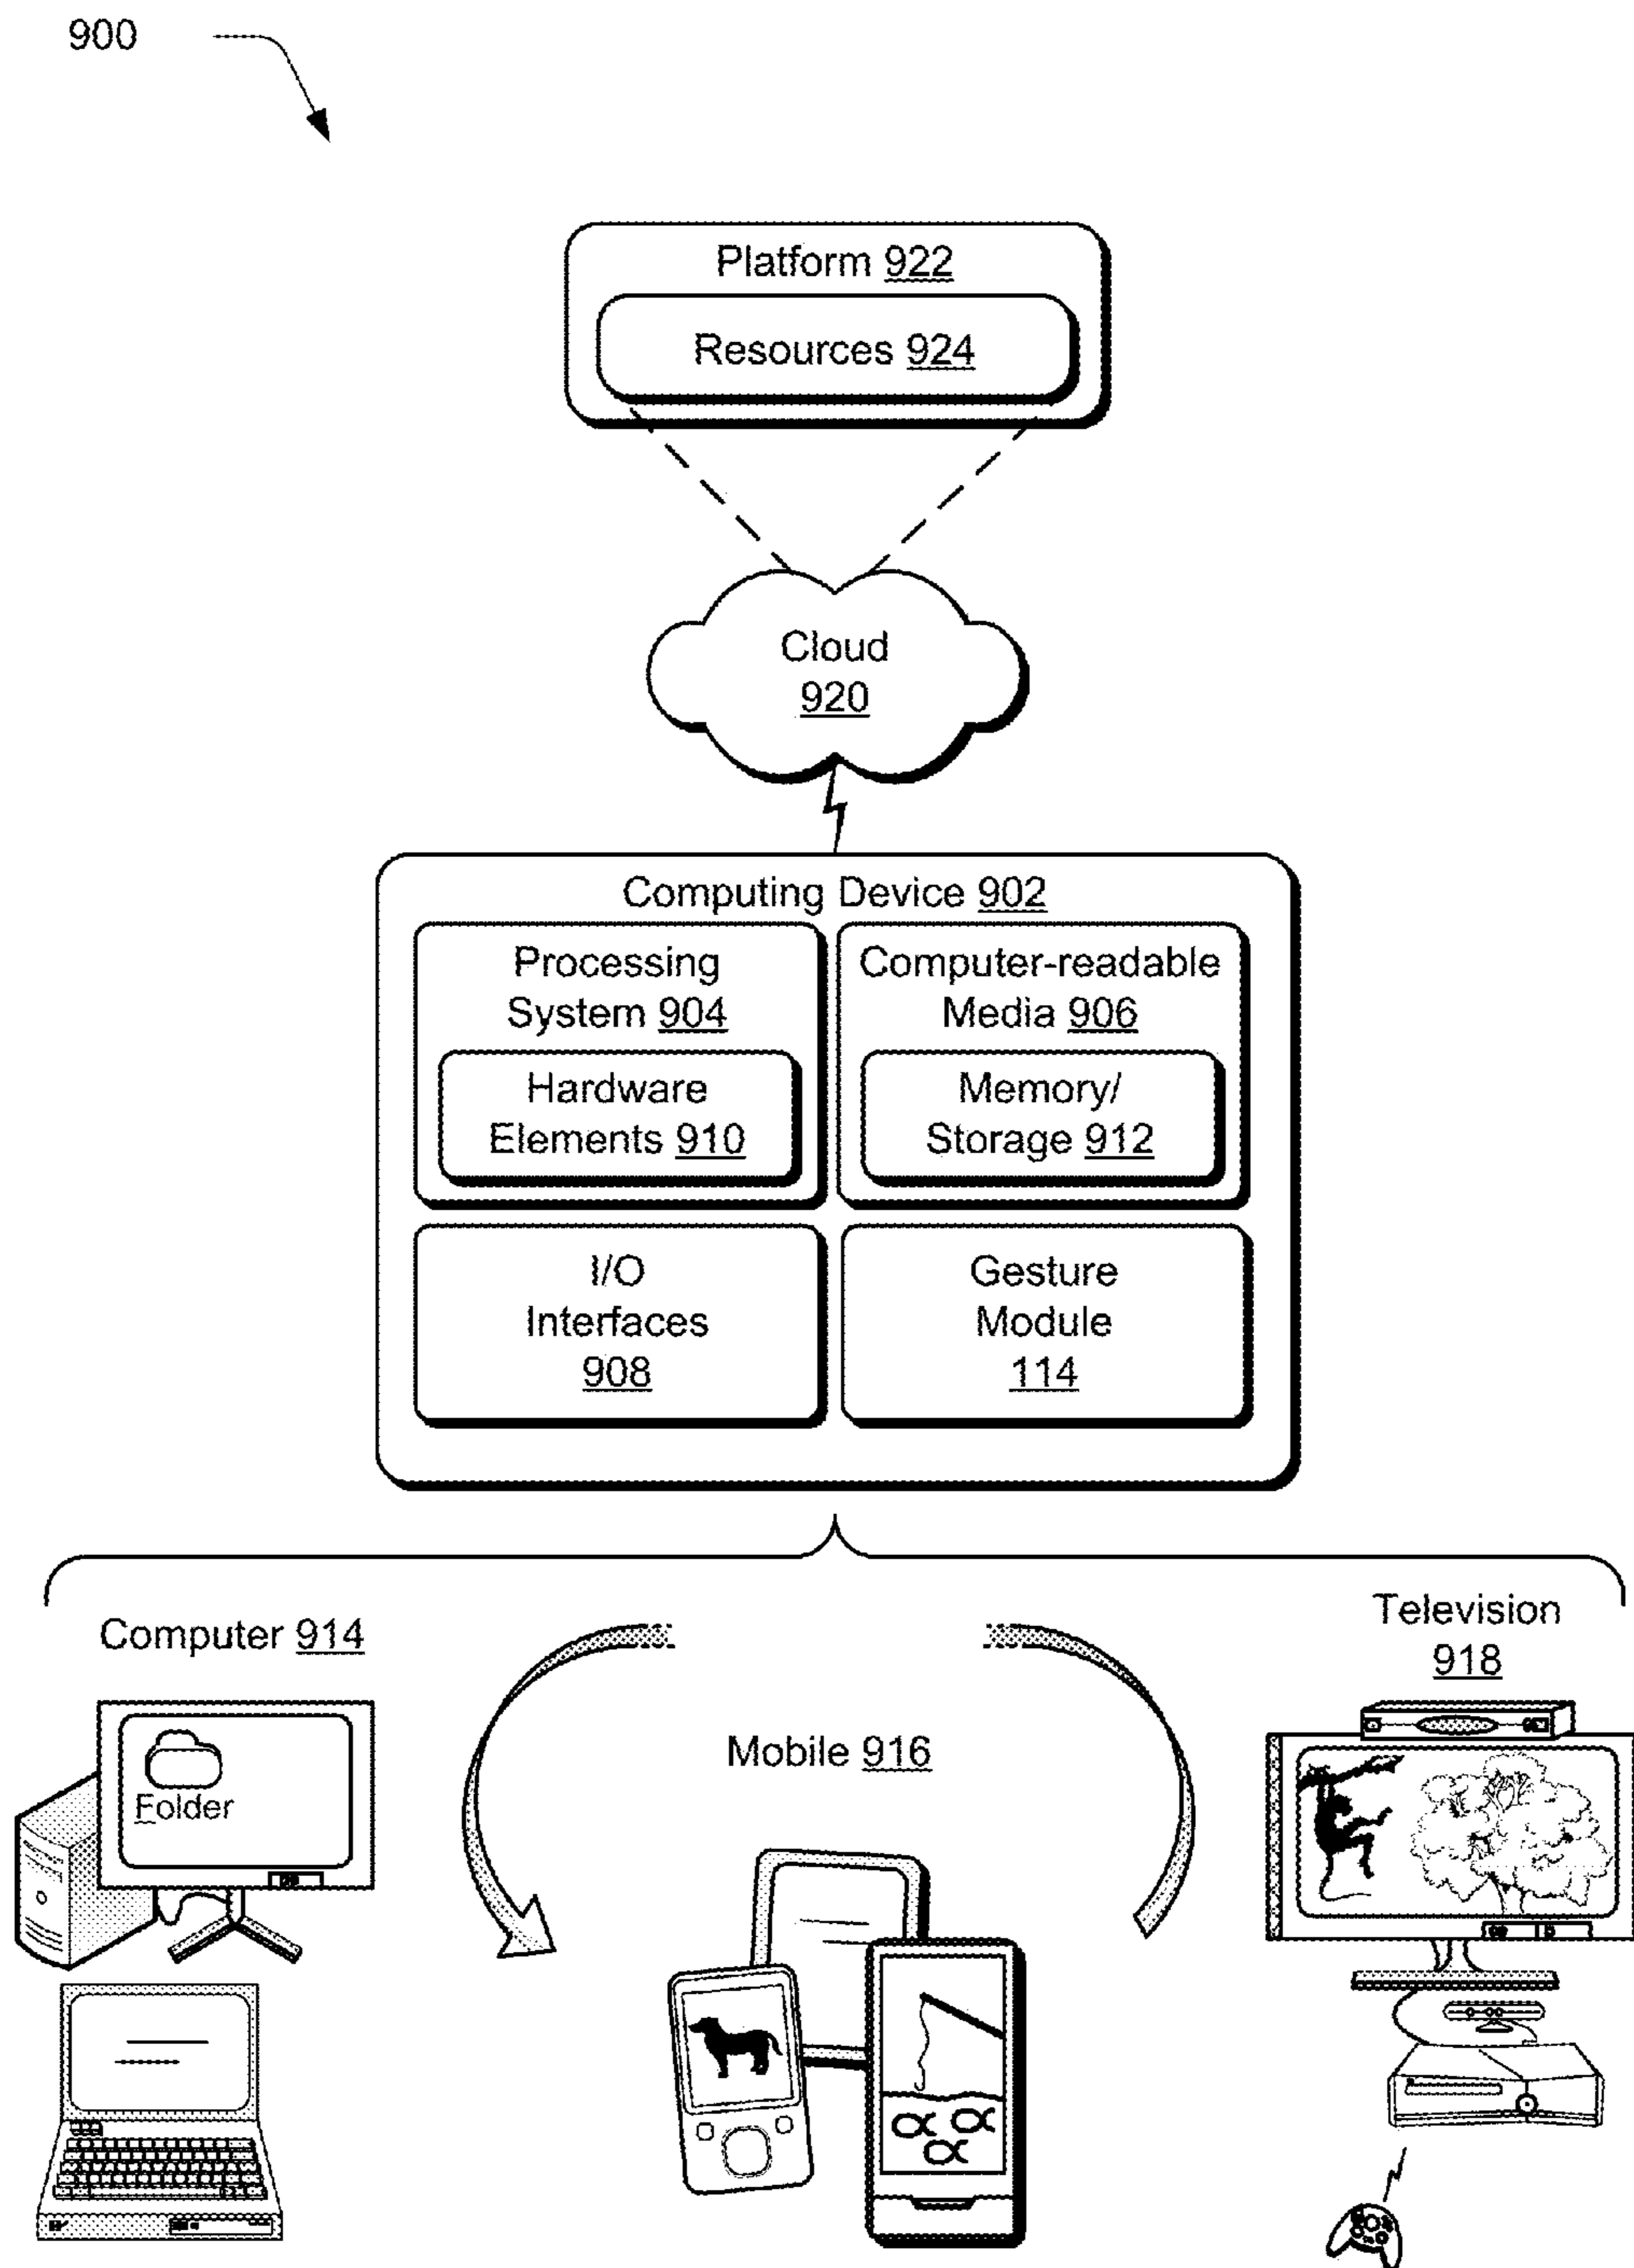 900
Platform 922
Resources 924
Cloud
920
Computing Device 902
Processing
System 904
Hardware
Elements 910
Computer-readable
Media 906
Memory/
Storage 912
I/O
Interfaces
908
Gesture
Module
114
Computer 914
Folder
Mobile 916
Television
918